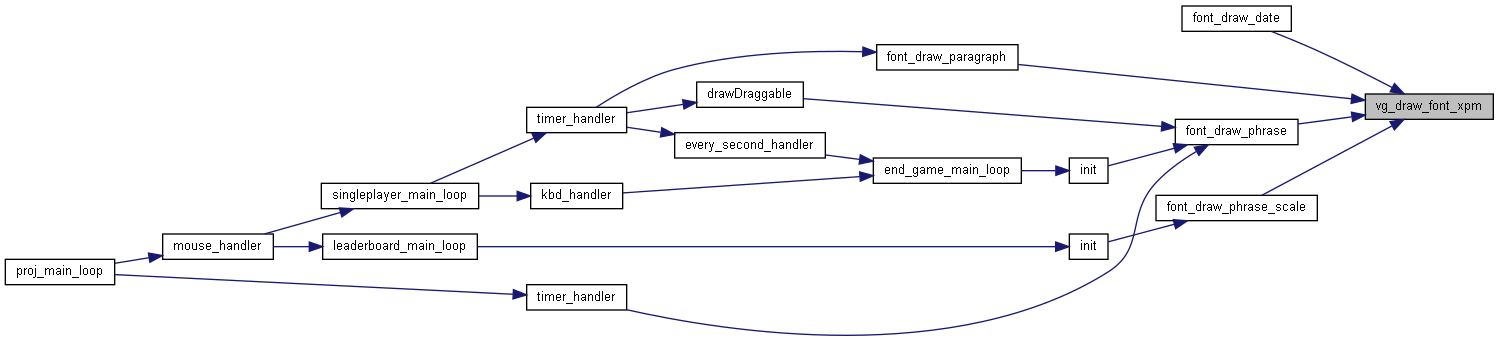 font_draw_date
font_draw_paragraph
drawDraggable
vg_draw_font_xpm
timer_handler
font_draw_phrase
every_second_handler
end_game_main_loop
init
singleplayer_main_loop
kbd_handler
font_draw_phrase_scale
mouse_handler
leaderboard_main_loop
init
proj_main_loop
timer_handler